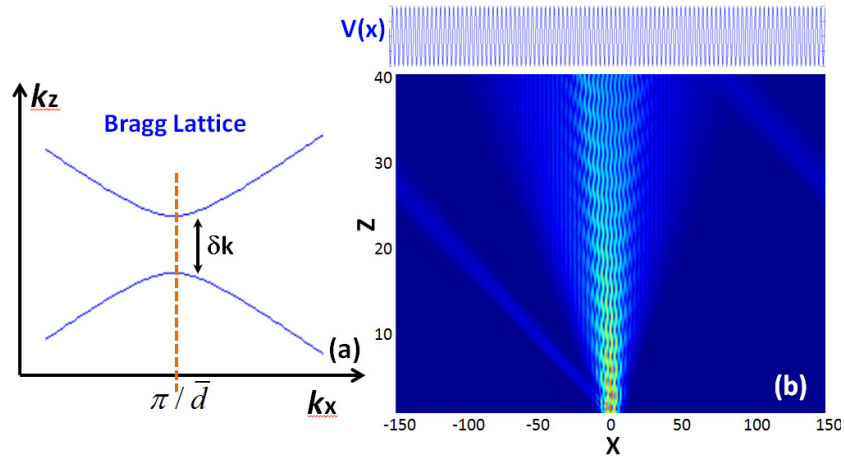 kz
Bragg Lattice
δk
(a)
π / d̅
kx
V(x)
40
30
20
10
Z
(b)
-150
-100
-50
0
50
100
150
X